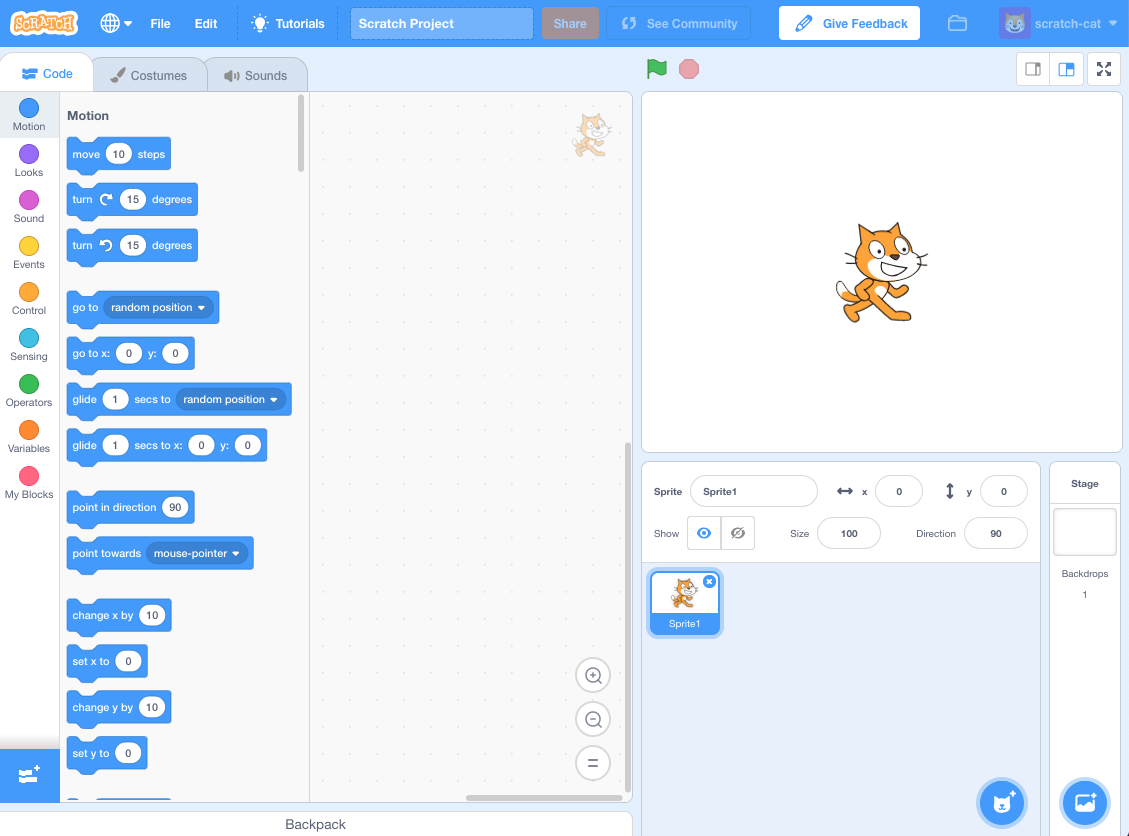 SCRATCH File Edit Tutorials Scratch Project Share See Community Give Feedback scratch-cat
Code Costumes Sounds
Motion
Looks
Sound
Events
Control
Sensing
Operators
Variables
My Blocks
Motion
move 10 steps
turn 15 degrees
turn 15 degrees
go to random position
go to x: 0 y: 0
glide 1 secs to random position
glide 1 secs to x: 0 y: 0
point in direction 90
point towards mouse-pointer
change x by 10
set x to 0
change y by 10
set y to 0
Backpack
Sprite Sprite1 x 0 y 0
Show Size 100 Direction 90
Sprite1
Stage
Backdrops
1